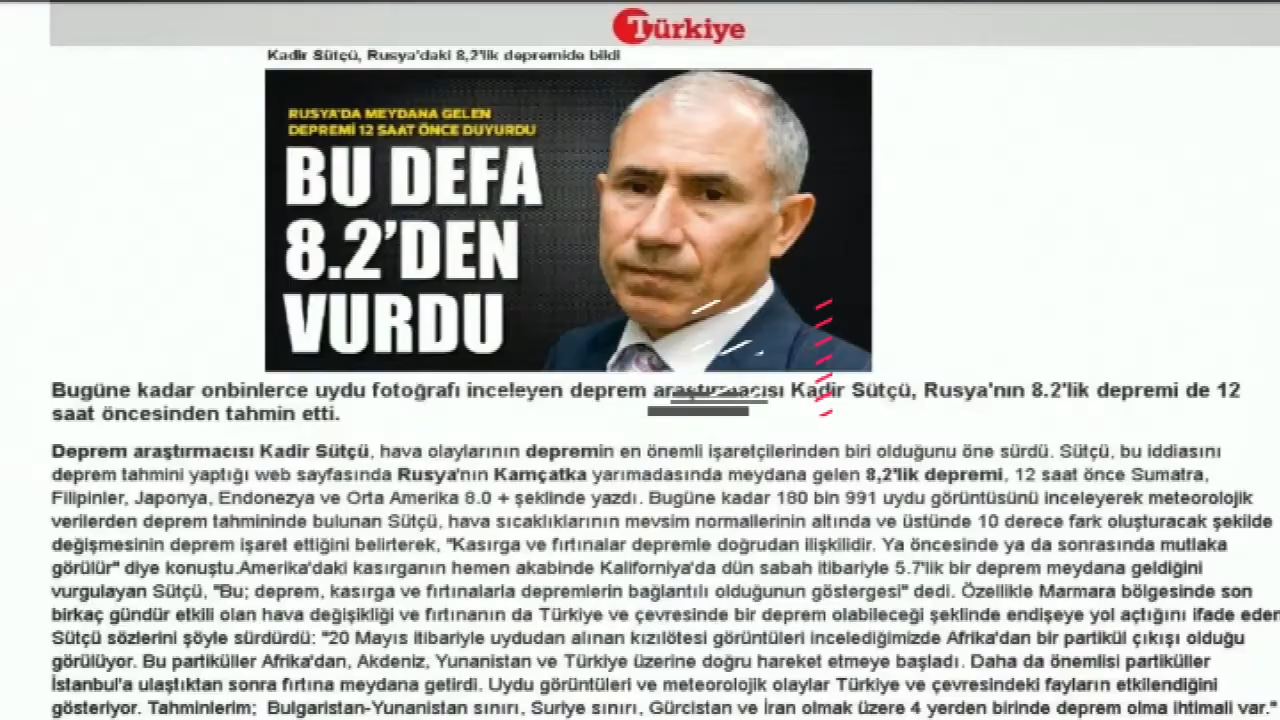 Türkiye
Kadir Sütçü, Rusya'daki 8,2'lik depremide bildi
RUSYA'DA MEYDANA GELEN
DEPREMİ 12 SAAT ÖNCE DUYURDU
BU DEFA
8.2'DEN
VURDU
Bugüne kadar onbinlerce uydu fotoğrafı inceleyen deprem araştırmacısı Kadir Sütçü, Rusya'nın 8.2'lik depremi de 12
saat öncesinden tahmin etti.
Deprem araştırmacısı Kadir Sütçü, hava olaylarının depremin en önemli işaretçilerinden biri olduğunu öne sürdü. Sütçü, bu iddiasını
deprem tahmini yaptığı web sayfasında Rusya'nın Kamçatka yarımadasında meydana gelen 8,2'lik depremi, 12 saat önce Sumatra,
Filipinler, Japonya, Endonezya ve Orta Amerika 8.0 + şeklinde yazdı. Bugüne kadar 180 bin 991 uydu görüntüsünü inceleyerek meteorolojik
verilerden deprem tahmininde bulunan Sütçü, hava sıcaklıklarının mevsim normallerinin altında ve üstünde 10 derece fark oluşturacak şekilde
değişmesinin deprem işaret ettiğini belirterek, "Kasırga ve fırtınalar depremle doğrudan ilişkilidir. Ya öncesinde ya da sonrasında mutlaka
görülür" diye konuştu.Amerika'daki kasırganın hemen akabinde Kaliforniya'da dün sabah itibariyle 5.7'lik bir deprem meydana geldiğini
vurgulayan Sütçü, "Bu; deprem, kasırga ve fırtınalarla depremlerin bağlantılı olduğunun göstergesi" dedi. Özellikle Marmara bölgesinde son
birkaç gündür etkili olan hava değişikliği ve fırtınanın da Türkiye ve çevresinde bir deprem olabileceği şeklinde endişeye yol açtığını ifade eden
Sütçü sözlerini şöyle sürdürdü: "20 Mayıs itibariyle uydudan alınan kızılötesi görüntüleri incelediğimizde Afrika'dan bir partikül çıkışı olduğu
görülüyor. Bu partiküller Afrika'dan, Akdeniz, Yunanistan ve Türkiye üzerine doğru hareket etmeye başladı. Daha da önemlisi partiküller
İstanbul'a ulaştıktan sonra fırtına meydana getirdi. Uydu görüntüleri ve meteorolojik olaylar Türkiye ve çevresindeki fayların etkilendiğini
gösteriyor. Tahminlerim; Bulgaristan-Yunanistan sınırı, Suriye sınırı, Gürcistan ve İran olmak üzere 4 yerden birinde deprem olma ihtimali var."